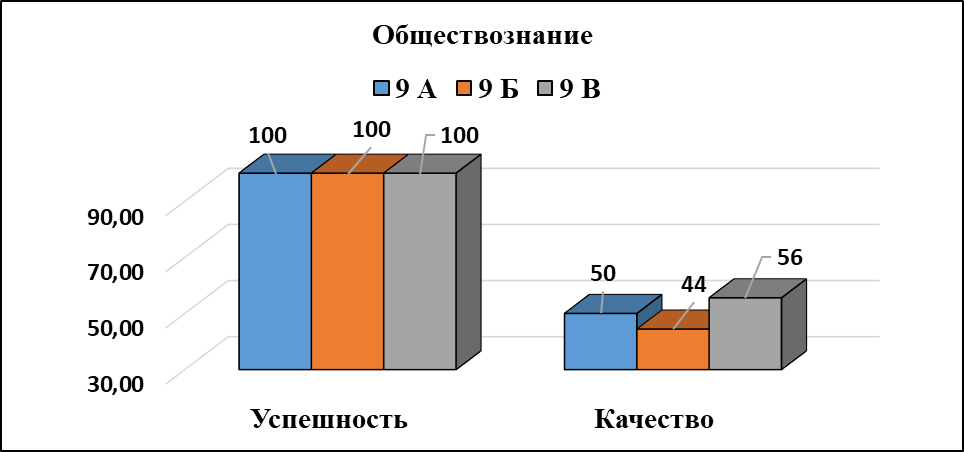 Обществознание
9 А 9 Б 9 В
100 100 100
90,00
70,00
50,00
30,00
50 44 56
Успешность Качество